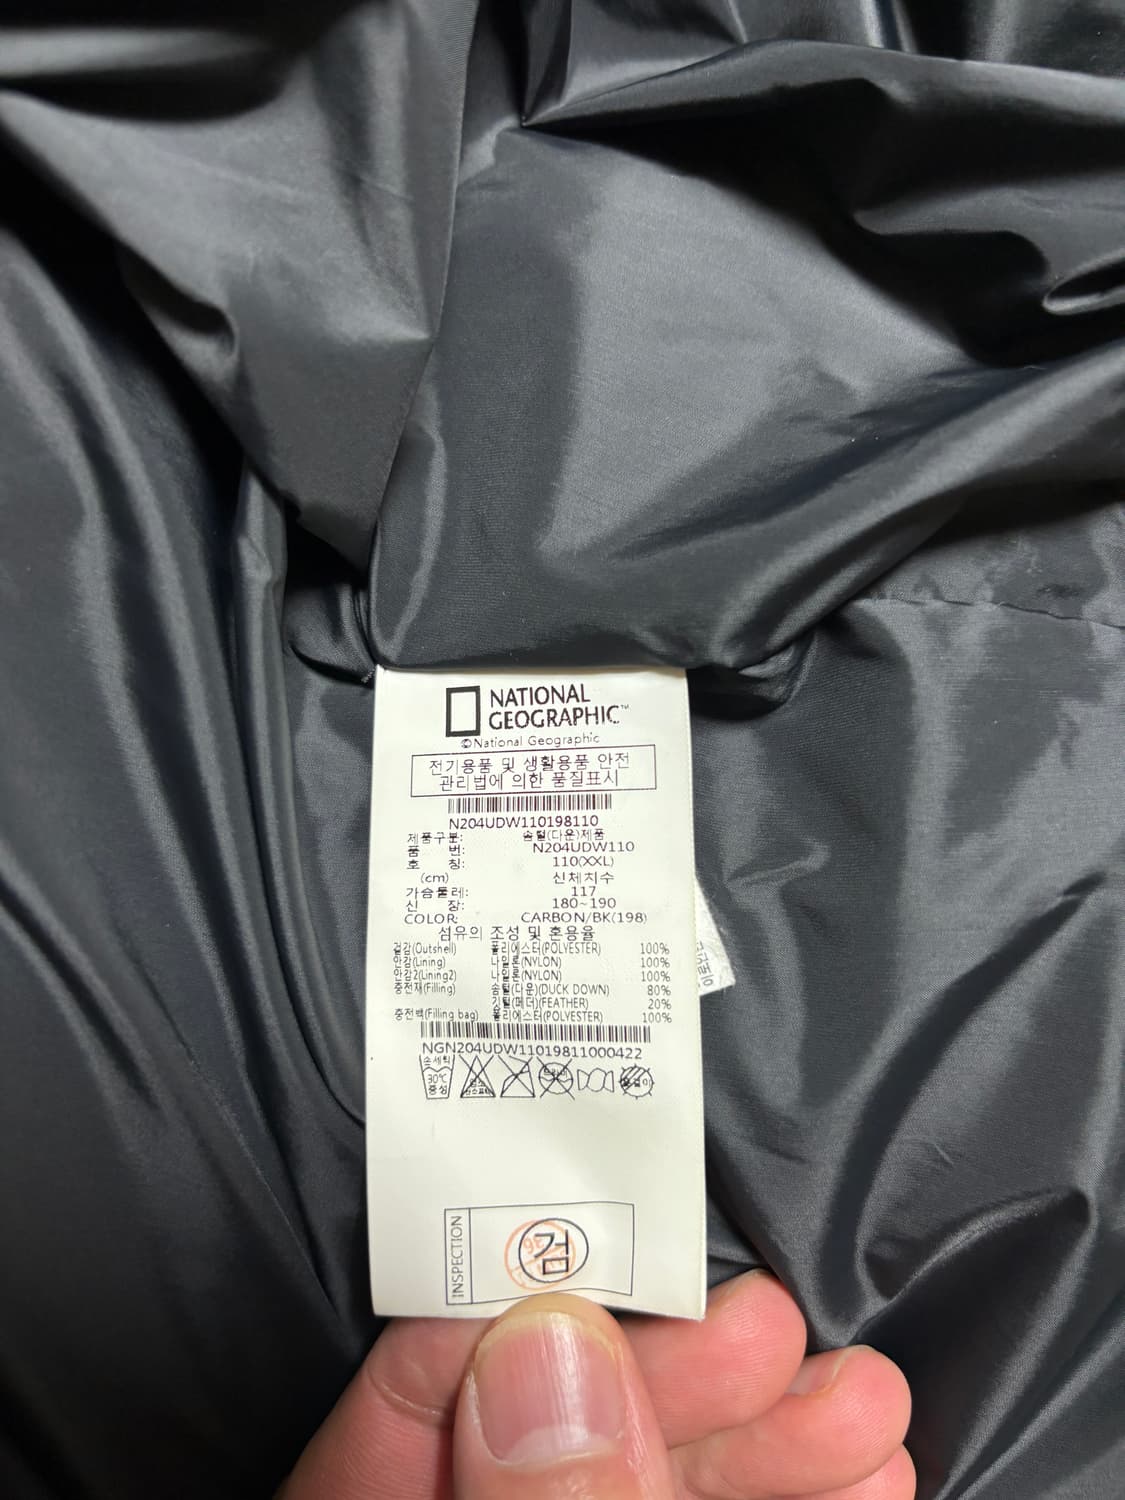 NATIONAL
GEOGRAPHIC™
©National Geographic
전기용품 및 생활용품 안전
관리법에 의한 품질표시
N204UDW110198110
제품구분: 솜털(다운)제품
품 번: N204UDW110
호 칭: 110(XXL)
(cm) 신체치수
가슴둘레: 117
신 장: 180~190
COLOR: CARBON/BK(198)
섬유의 조성 및 혼용율
겉감(Outshell) 폴리에스터(POLYESTER) 100%
안감(Lining) 나일론(NYLON) 100%
안감2(Lining2) 나일론(NYLON) 100%
충전재(Filling) 솜털(다운)(DUCK DOWN) 80%
깃털(페더)(FEATHER) 20%
충전백(Filling bag) 폴리에스터(POLYESTER) 100%
NGN204UDW11019811000422
손세탁
30℃
중성
INSPECTION
검